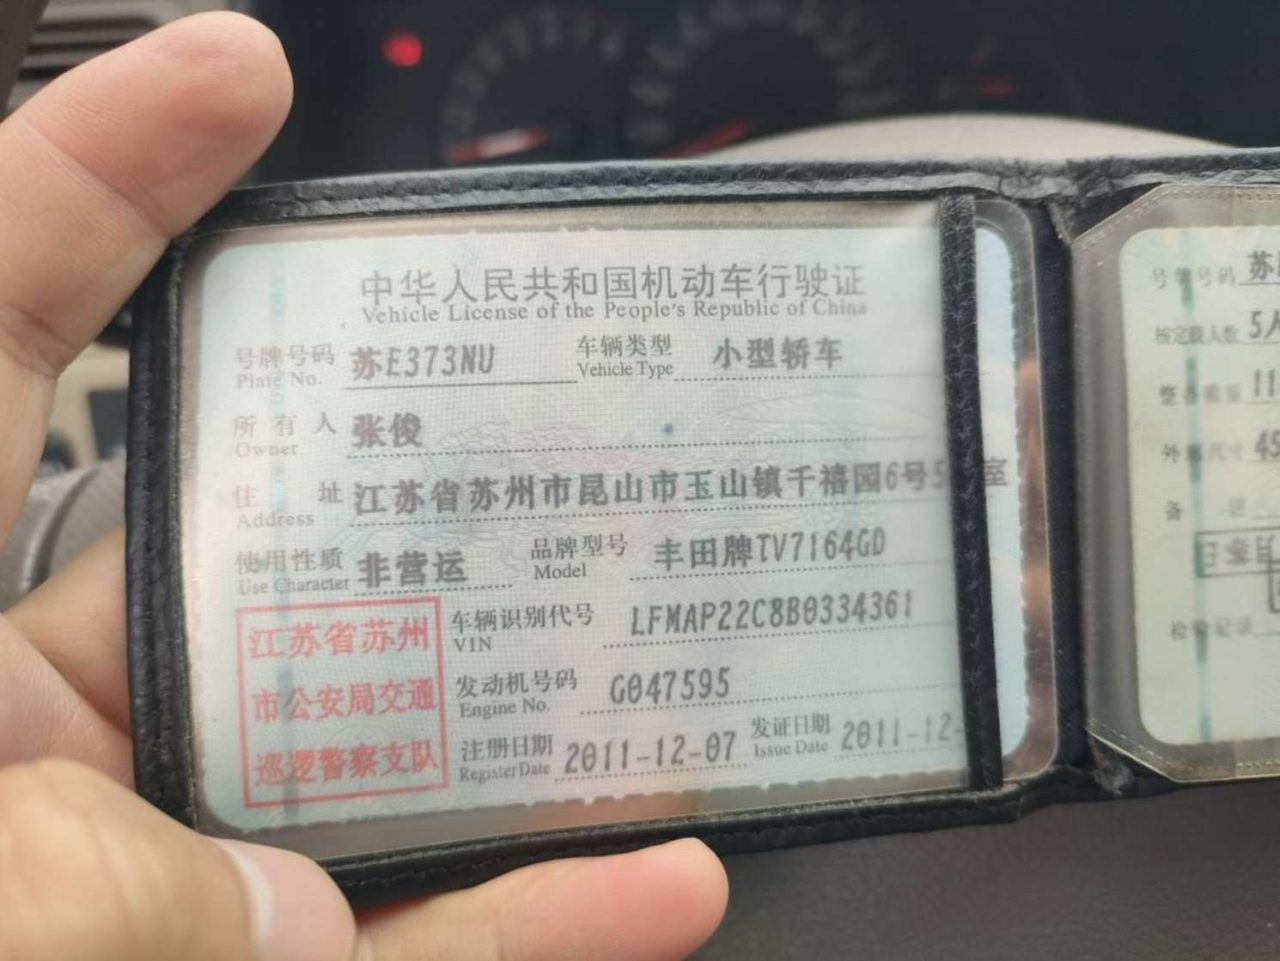 中华人民共和国机动车行驶证
Vehicle License of the People's Republic of China
号牌号码 苏E373NU 车辆类型 小型轿车
Plate No. Vehicle Type
所有人 张俊
Owner
住址 江苏省苏州市昆山市玉山镇千禧园6号5 室
Address
使用性质 非营运 品牌型号 丰田牌TV7164GD
Use Character Model
江苏省苏州
市公安局交通
巡逻警察支队
车辆识别代号 LFMAP22C8B0334361
VIN
发动机号码 G047595
Engine No.
注册日期 2011-12-07 发证日期 2011-12-
Register Date Issue Date
号牌号码 苏
核定载人数 5人
整备质量 11
外廓尺寸 45
备
检验记录